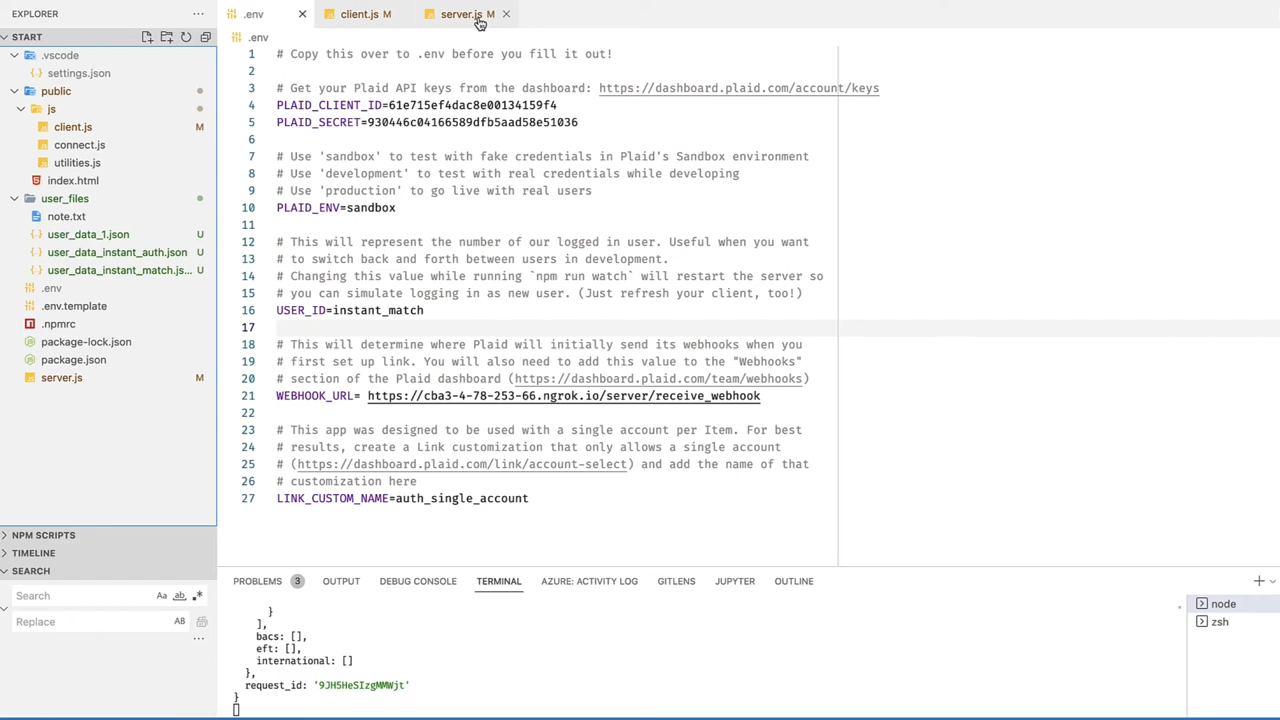 EXPLORER
START
.vscode
settings.json
public
js
client.js M
connect.js
utilities.js
index.html
user_files
note.txt
user_data_1.json U
user_data_instant_auth.json U
user_data_instant_match.js... U
.env
.env.template
.npmrc
package-lock.json
package.json
server.js M
NPM SCRIPTS
TIMELINE
SEARCH
Search
Aa ab .*
Replace
AB
.env
client.js M
server.js M
.env
1 # Copy this over to .env before you fill it out!
2
3 # Get your Plaid API keys from the dashboard: https://dashboard.plaid.com/account/keys
4 PLAID_CLIENT_ID=61e715ef4dac8e00134159f4
5 PLAID_SECRET=930446c04166589dfb5aad58e51036
6
7 # Use 'sandbox' to test with fake credentials in Plaid's Sandbox environment
8 # Use 'development' to test with real credentials while developing
9 # Use 'production' to go live with real users
10 PLAID_ENV=sandbox
11
12 # This will represent the number of our logged in user. Useful when you want
13 # to switch back and forth between users in development.
14 # Changing this value while running `npm run watch` will restart the server so
15 # you can simulate logging in as new user. (Just refresh your client, too!)
16 USER_ID=instant_match
17
18 # This will determine where Plaid will initially send its webhooks when you
19 # first set up link. You will also need to add this value to the "Webhooks"
20 # section of the Plaid dashboard (https://dashboard.plaid.com/team/webhooks)
21 WEBHOOK_URL= https://cba3-4-78-253-66.ngrok.io/server/receive_webhook
22
23 # This app was designed to be used with a single account per Item. For best
24 # results, create a Link customization that only allows a single account
25 # (https://dashboard.plaid.com/link/account-select) and add the name of that
26 # customization here
27 LINK_CUSTOM_NAME=auth_single_account
PROBLEMS 3 OUTPUT DEBUG CONSOLE TERMINAL AZURE: ACTIVITY LOG GITLENS JUPYTER OUTLINE
}
],
bacs: [],
eft: [],
international: []
},
request_id: '9JH5HeSIzgMMWjt'
}
node
zsh